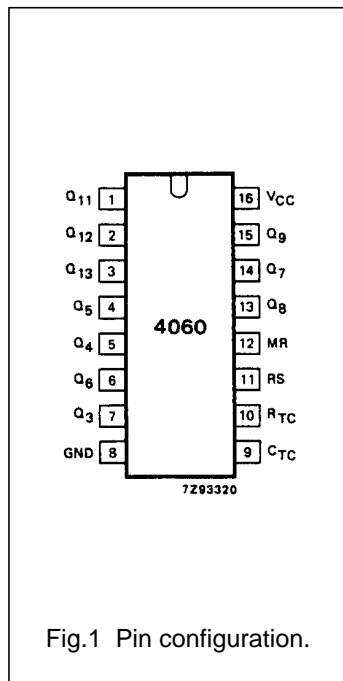 Q11 1 16 VCC
Q12 2 15 Q9
Q13 3 14 Q7
Q5 4 13 Q8
4060
Q4 5 12 MR
Q6 6 11 RS
Q3 7 10 RTC
GND 8 9 CTC
7Z93320
Fig.1 Pin configuration.